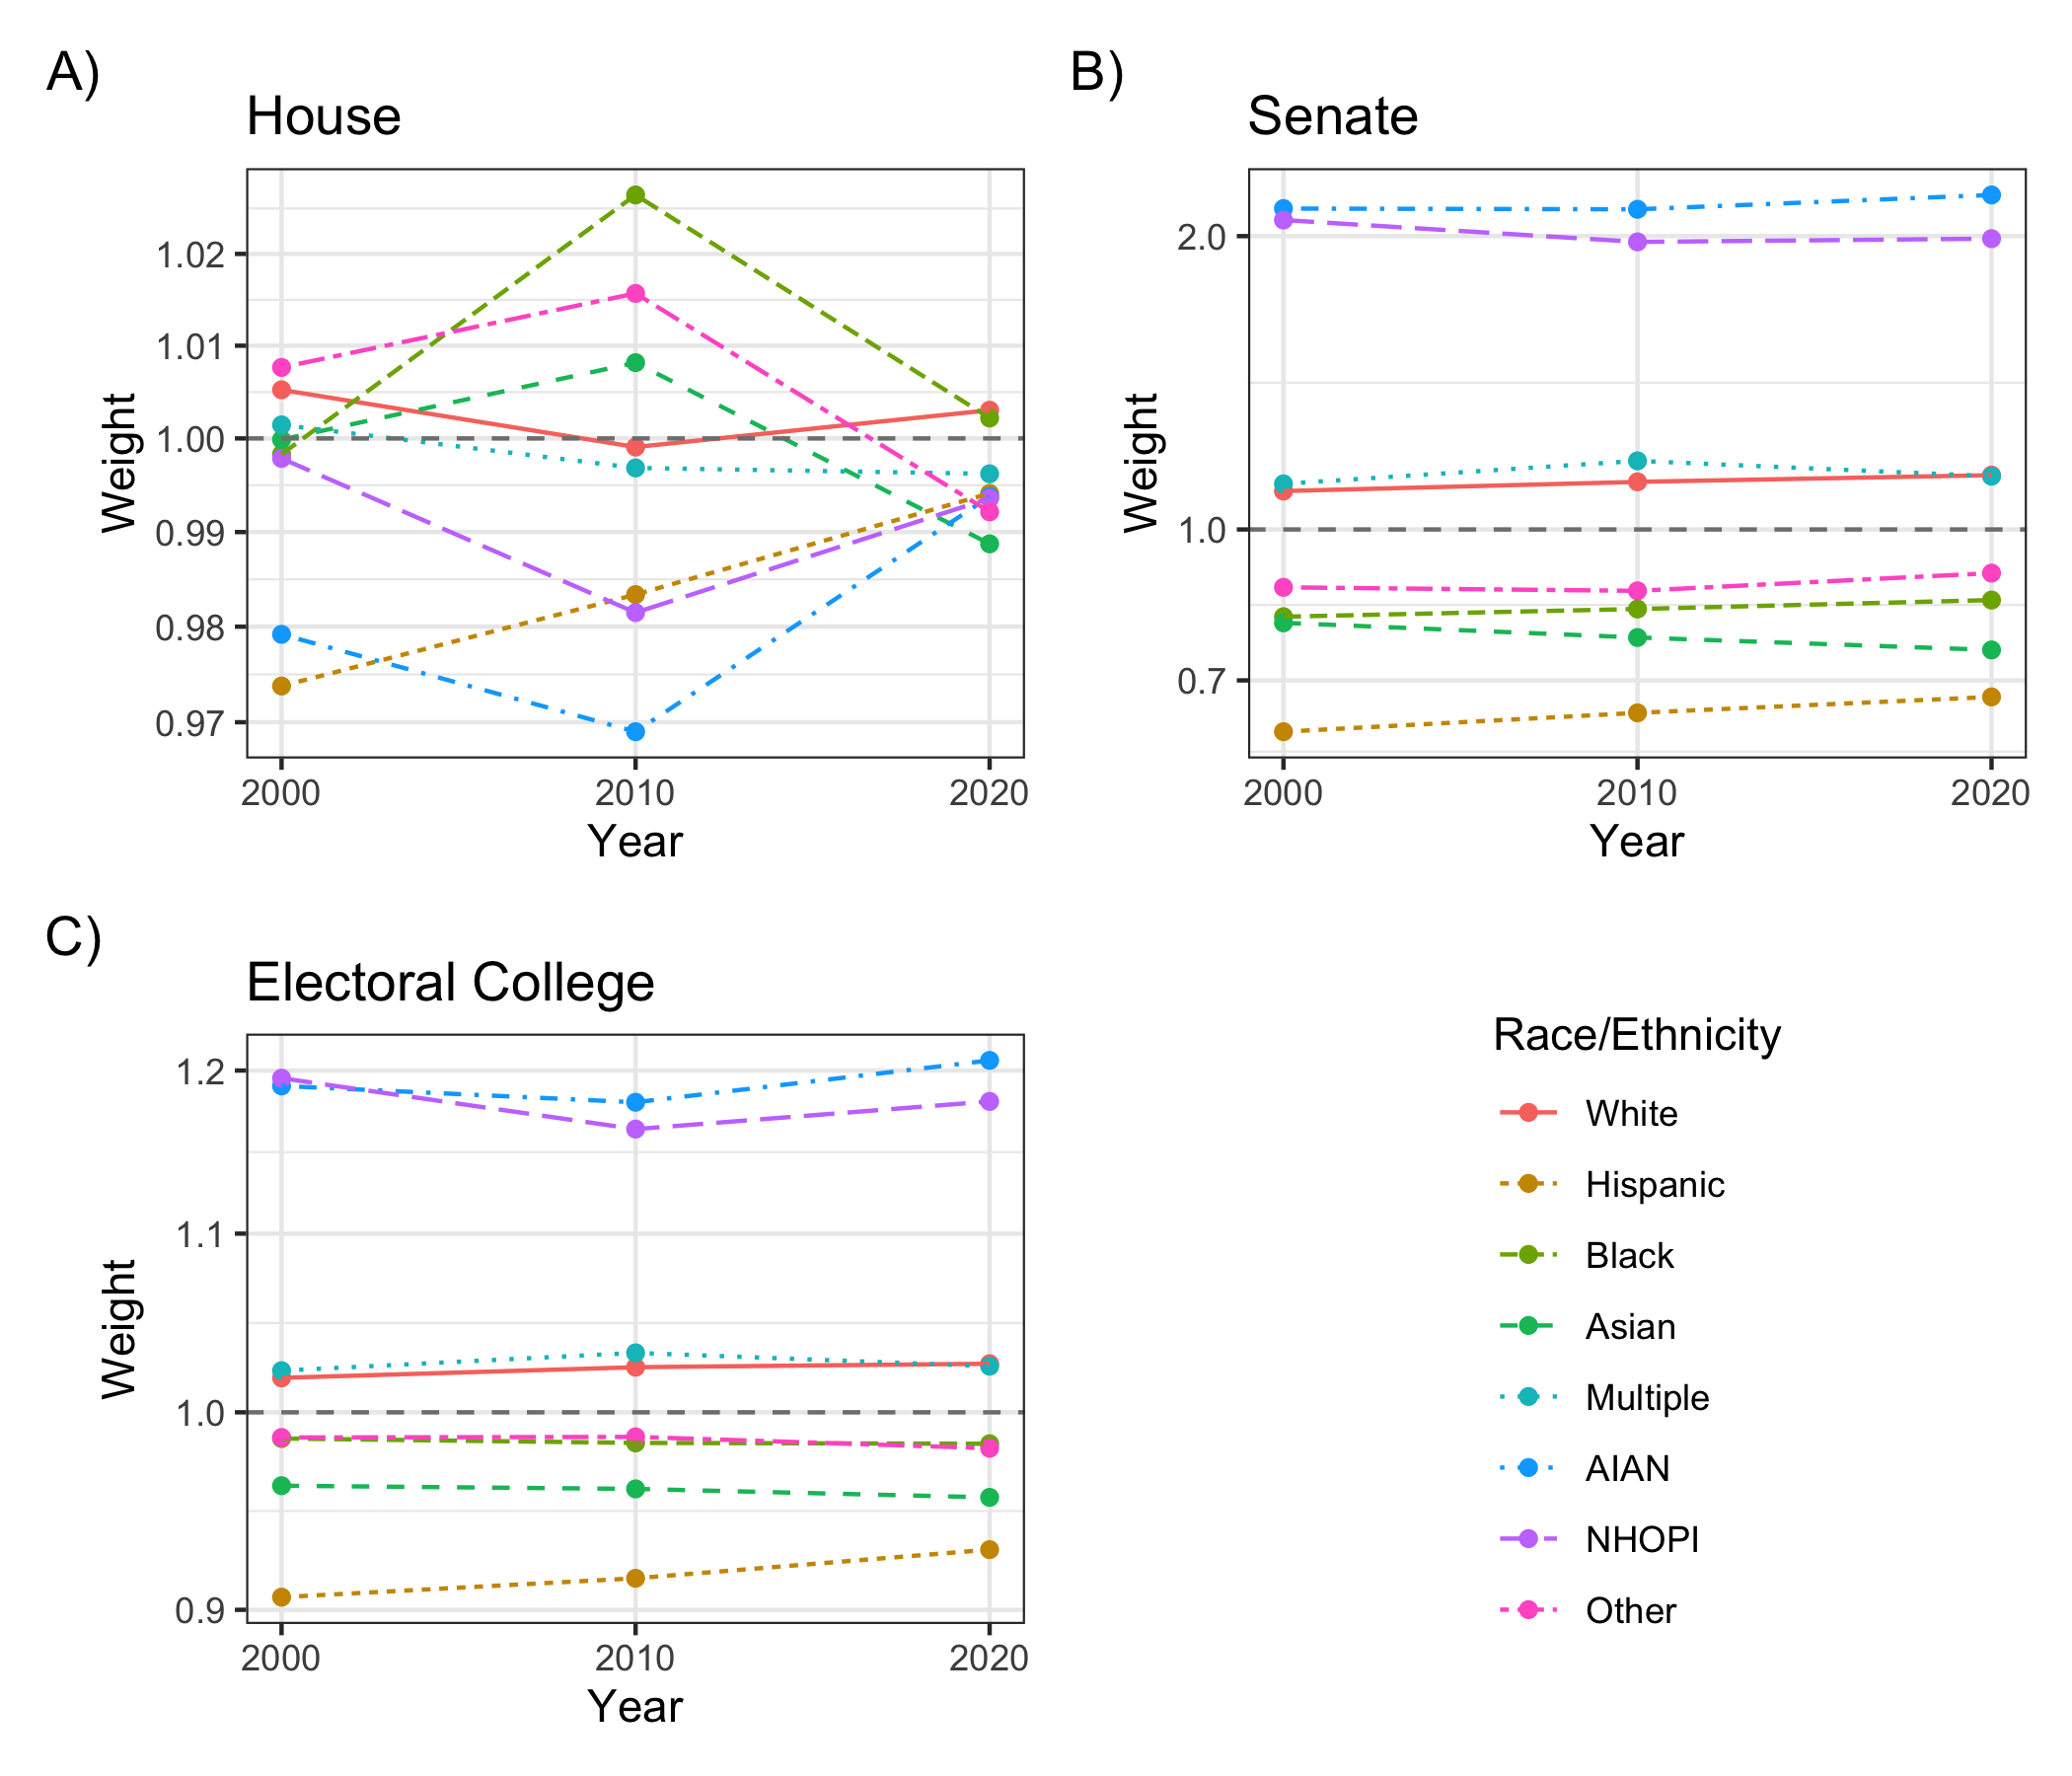 A)
House
Weight
1.02
1.01
1.00
0.99
0.98
0.97
2000 2010 2020
Year
B)
Senate
Weight
2.0
1.0
0.7
2000 2010 2020
Year
C)
Electoral College
Weight
1.2
1.1
1.0
0.9
2000 2010 2020
Year
Race/Ethnicity
White
Hispanic
Black
Asian
Multiple
AIAN
NHOPI
Other